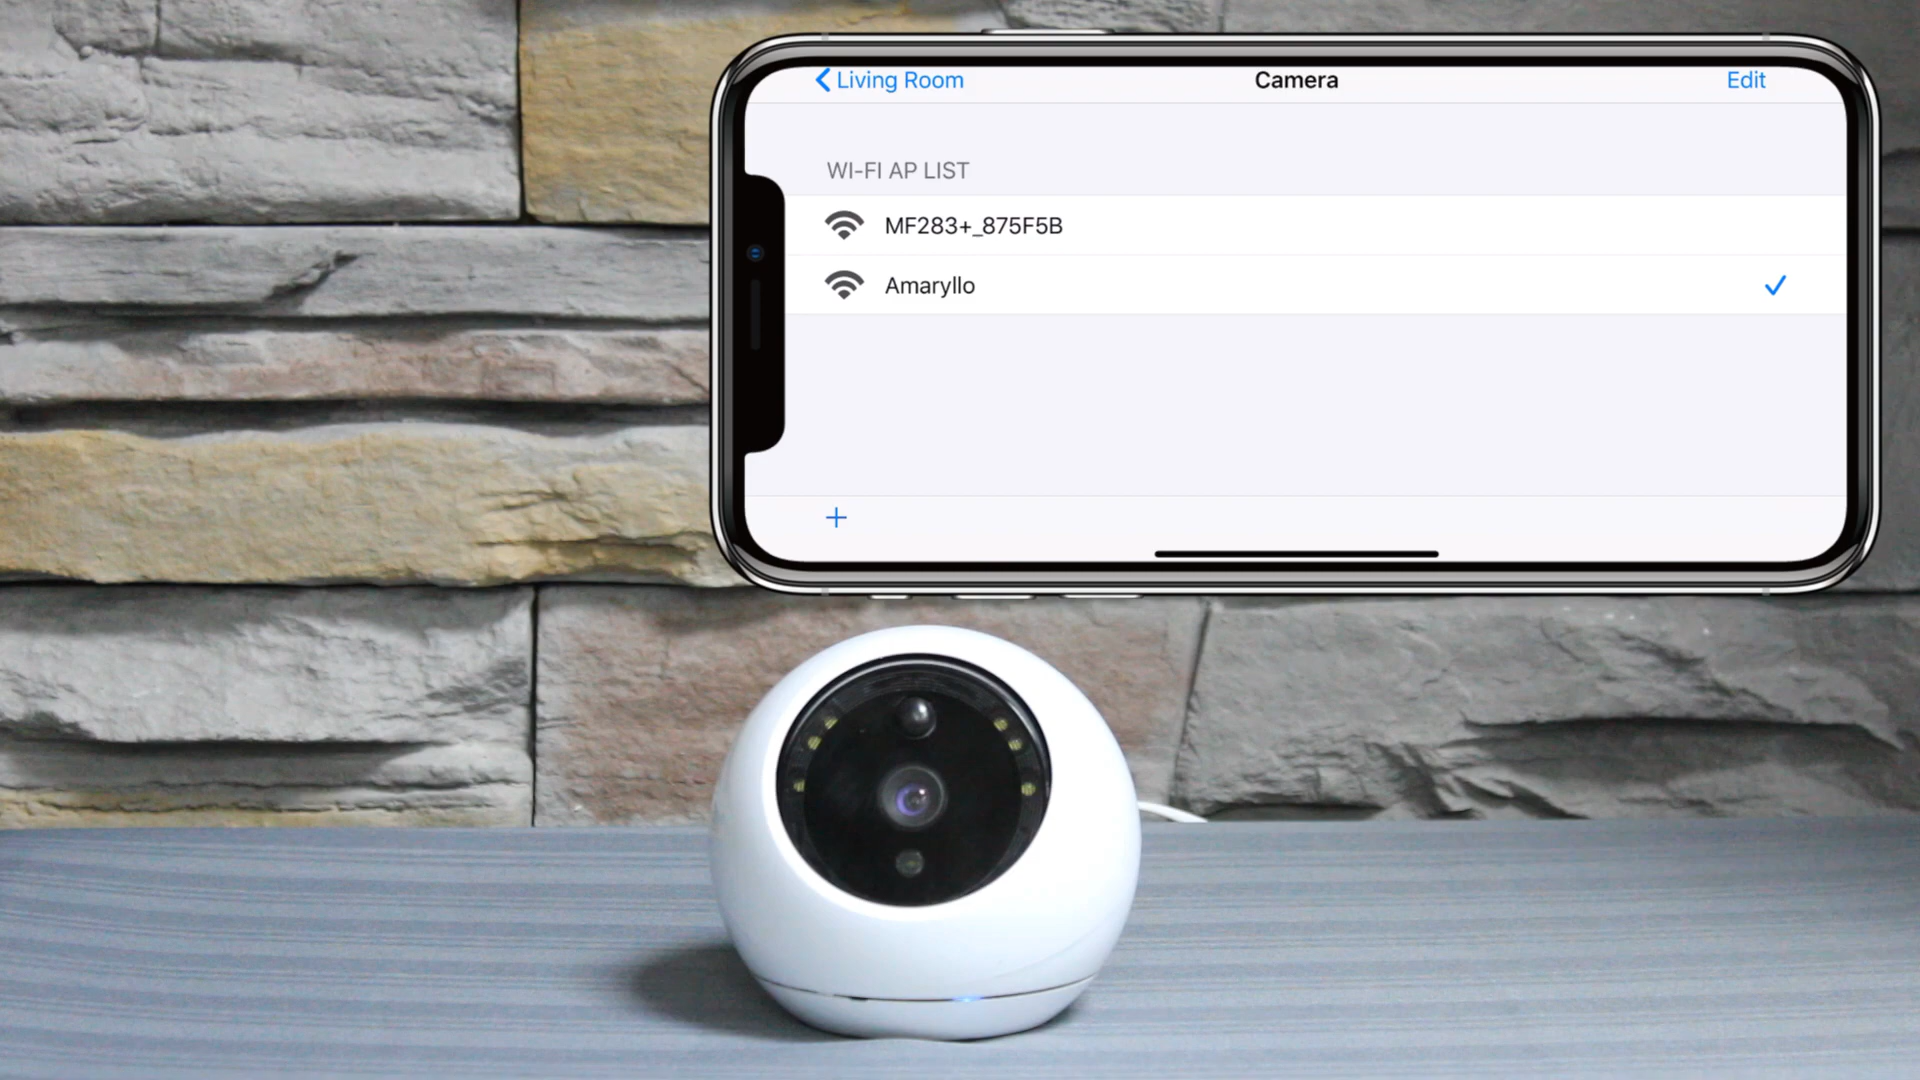 Living Room
Camera
Edit
WI-FI AP LIST
MF283+_875F5B
Amaryllo